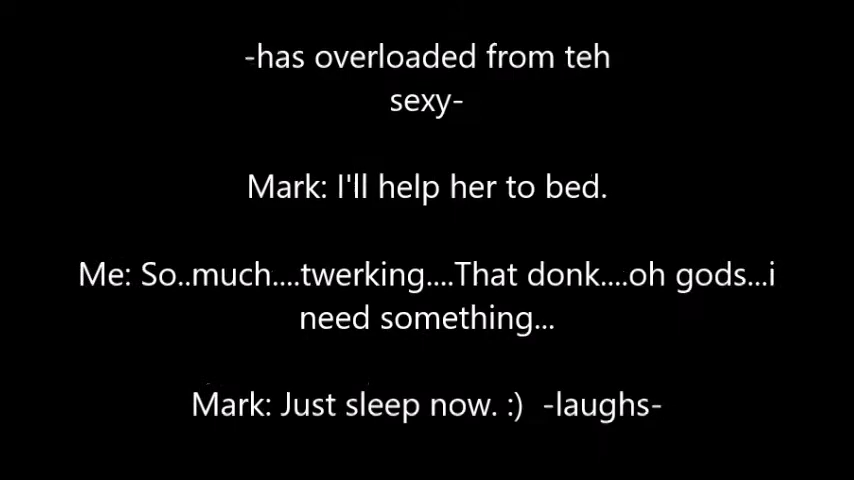 -has overloaded from teh
sexy-
Mark: I'll help her to bed.
Me: So..much....twerking....That donk....oh gods...i
need something...
Mark: Just sleep now. :)  -laughs-